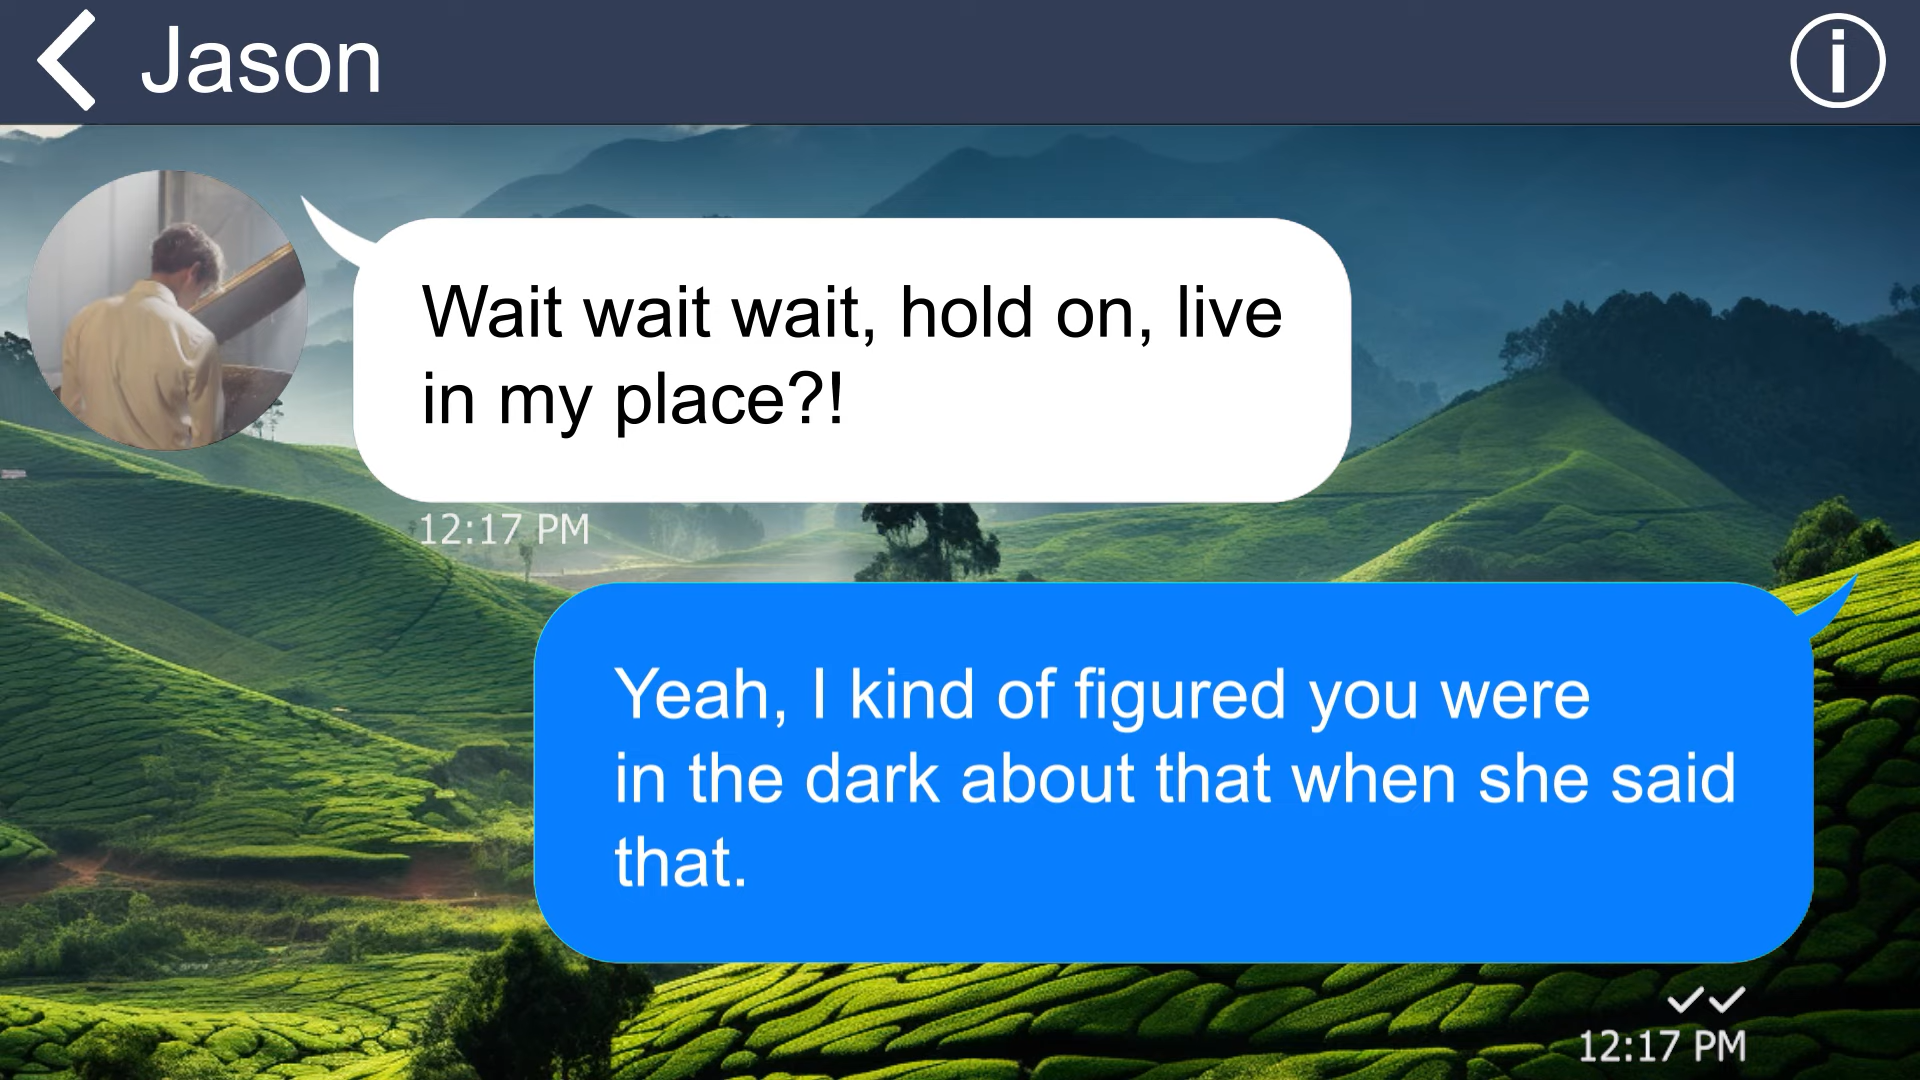 Jason
Wait wait wait, hold on, live
in my place?!
12:17 PM
Yeah, I kind of figured you were
in the dark about that when she said
that.
12:17 PM